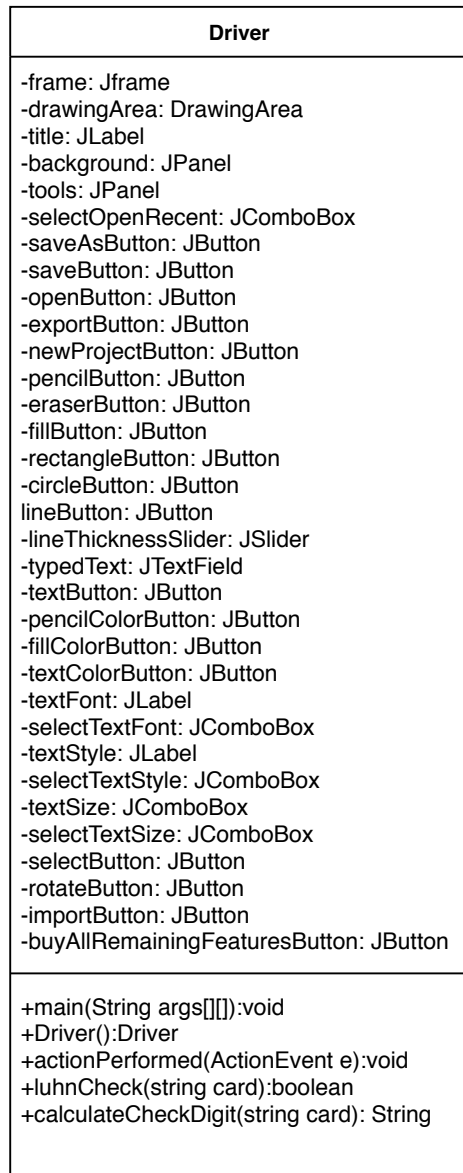 Driver
-frame: Jframe
-drawingArea: DrawingArea
-title: JLabel
-background: JPanel
-tools: JPanel
-selectOpenRecent: JComboBox
-saveAsButton: JButton
-saveButton: JButton
-openButton: JButton
-exportButton: JButton
-newProjectButton: JButton
-pencilButton: JButton
-eraserButton: JButton
-fillButton: JButton
-rectangleButton: JButton
-circleButton: JButton
lineButton: JButton
-lineThicknessSlider: JSlider
-typedText: JTextField
-textButton: JButton
-pencilColorButton: JButton
-fillColorButton: JButton
-textColorButton: JButton
-textFont: JLabel
-selectTextFont: JComboBox
-textStyle: JLabel
-selectTextStyle: JComboBox
-textSize: JComboBox
-selectTextSize: JComboBox
-selectButton: JButton
-rotateButton: JButton
-importButton: JButton
-buyAllRemainingFeaturesButton: JButton
+main(String args[][]):void
+Driver():Driver
+actionPerformed(ActionEvent e):void
+luhnCheck(string card):boolean
+calculateCheckDigit(string card): String